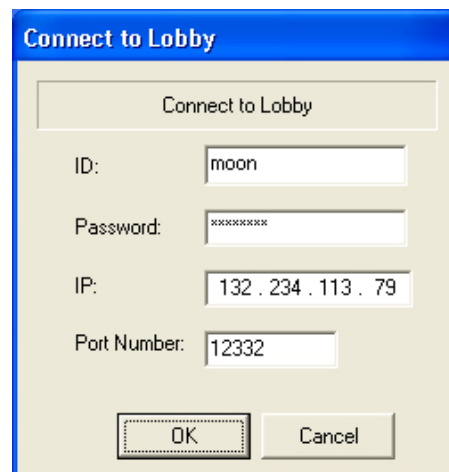 Connect to Lobby
Connect to Lobby
ID: moon
Password: ********
IP: 132 . 234 . 113 . 79
Port Number: 12332
OK Cancel